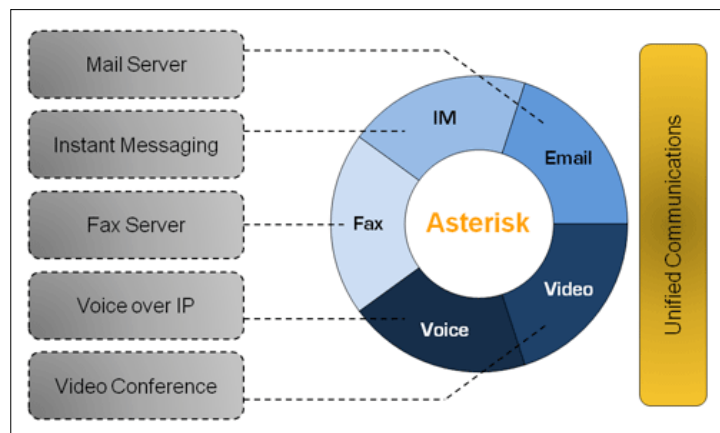 Mail Server
Instant Messaging
Fax Server
Voice over IP
Video Conference
IM
Email
Fax
Asterisk
Video
Voice
Unified Communications